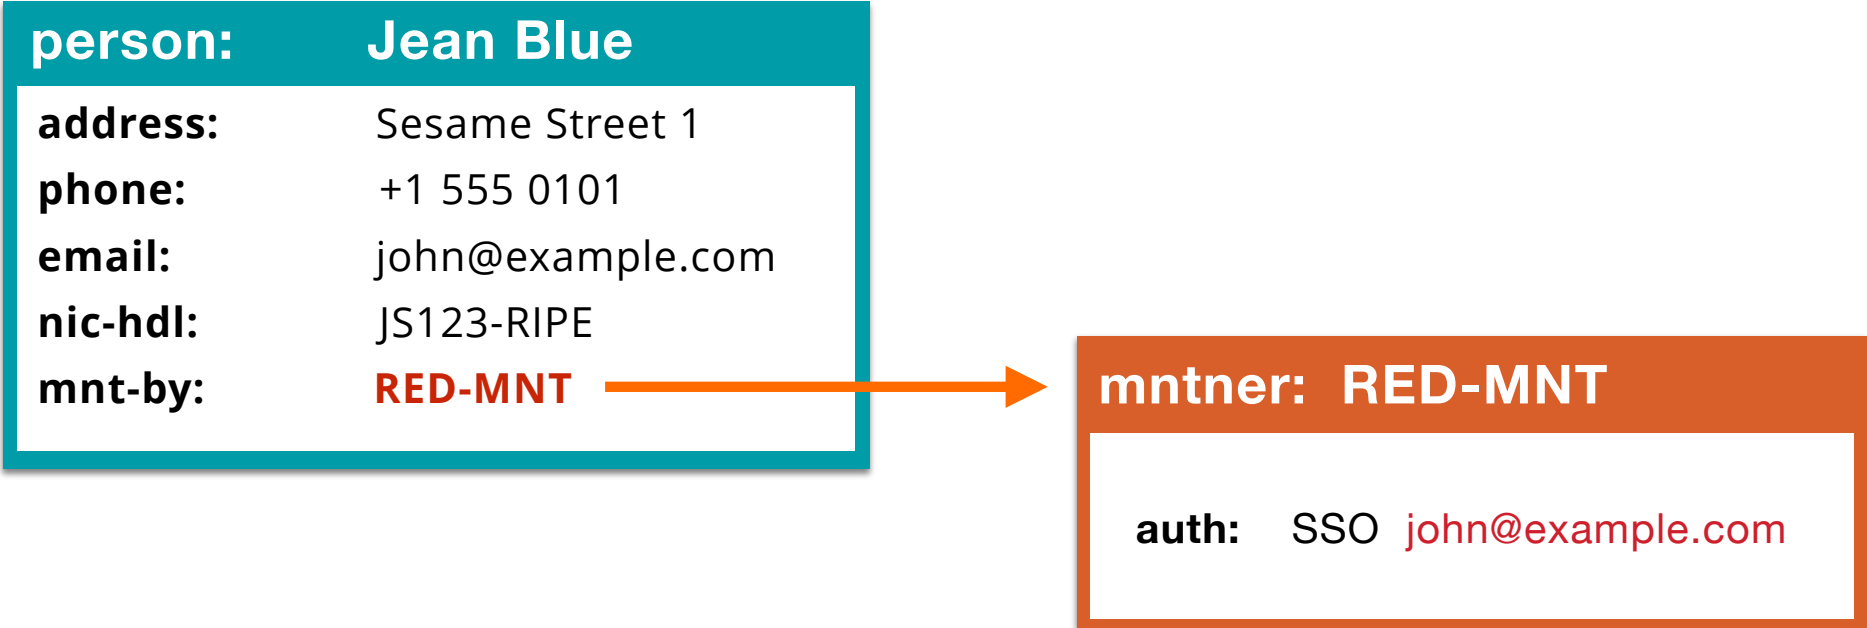 person: Jean Blue
address: Sesame Street 1
phone: +1 555 0101
email: john@example.com
nic-hdl: JS123-RIPE
mnt-by: RED-MNT
mntner: RED-MNT
auth: SSO john@example.com